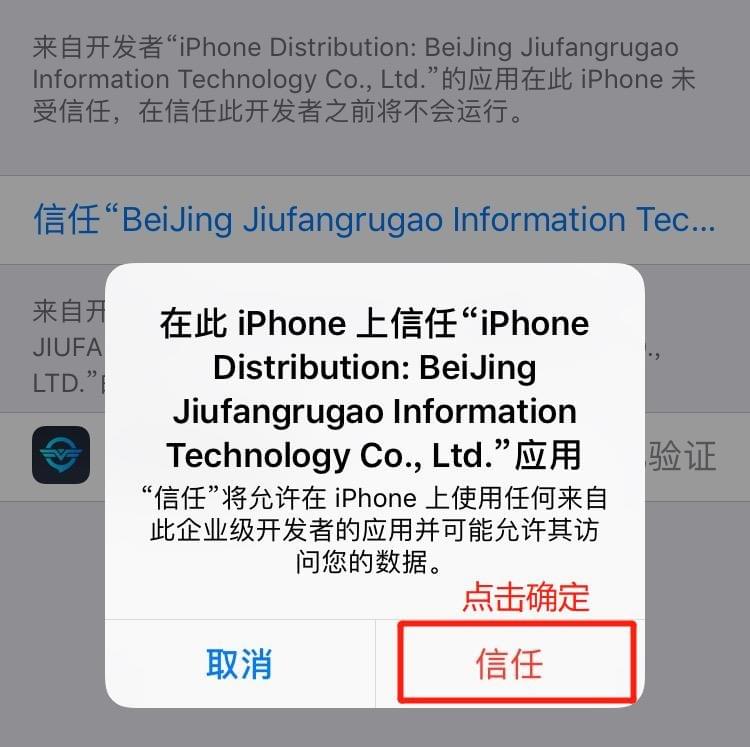 来自开发者“iPhone Distribution: BeiJing Jiufangrugao
Information Technology Co., Ltd.”的应用在此 iPhone 未
受信任，在信任此开发者之前将不会运行。
信任“BeiJing Jiufangrugao Information Tec...
来自开
JIUFA
.,
LTD.”的
在此 iPhone 上信任“iPhone
Distribution: BeiJing
Jiufangrugao Information
Technology Co., Ltd.”应用
“信任”将允许在 iPhone 上使用任何来自
此企业级开发者的应用并可能允许其访
问您的数据。
验证
点击确定
取消
信任